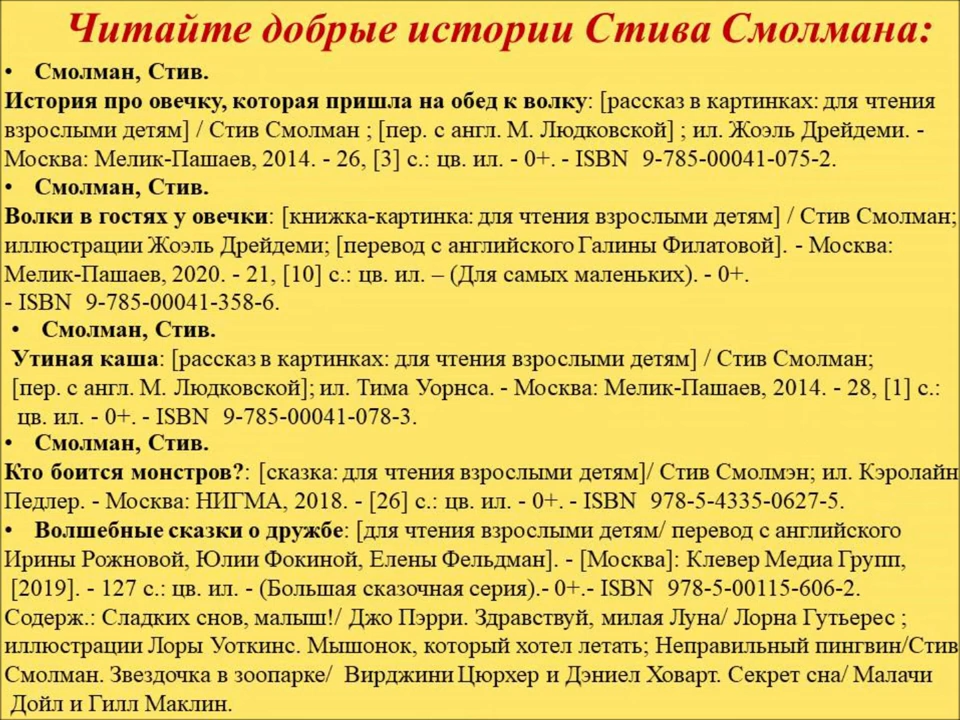 Читайте добрые истории Стива Смолмана:
• Смолман, Стив.
История про овечку, которая пришла на обед к волку: [рассказ в картинках: для чтения
взрослыми детям] / Стив Смолман ; [пер. с англ. М. Людковской] ; ил. Жоэль Дрейдеми. -
Москва: Мелик-Пашаев, 2014. - 26, [3] с.: цв. ил. - 0+. - ISBN 9-785-00041-075-2.
• Смолман, Стив.
Волки в гостях у овечки: [книжка-картинка: для чтения взрослыми детям] / Стив Смолман;
иллюстрации Жоэль Дрейдеми; [перевод с английского Галины Филатовой]. - Москва:
Мелик-Пашаев, 2020. - 21, [10] с.: цв. ил. – (Для самых маленьких). - 0+.
- ISBN 9-785-00041-358-6.
• Смолман, Стив.
Утиная каша: [рассказ в картинках: для чтения взрослыми детям] / Стив Смолман;
[пер. с англ. М. Людковской]; ил. Тима Уорнса. - Москва: Мелик-Пашаев, 2014. - 28, [1] с.:
цв. ил. - 0+. - ISBN 9-785-00041-078-3.
• Смолман, Стив.
Кто боится монстров?: [сказка: для чтения взрослыми детям]/ Стив Смолмэн; ил. Кэролайн
Педлер. - Москва: НИГМА, 2018. - [26] с.: цв. ил. - 0+. - ISBN 978-5-4335-0627-5.
• Волшебные сказки о дружбе: [для чтения взрослыми детям/ перевод с английского
Ирины Рожновой, Юлии Фокиной, Елены Фельдман]. - [Москва]: Клевер Медиа Групп,
[2019]. - 127 с.: цв. ил. - (Большая сказочная серия).- 0+.- ISBN 978-5-00115-606-2.
Содерж.: Сладких снов, малыш!/ Джо Пэрри. Здравствуй, милая Луна/ Лорна Гутьерес ;
иллюстрации Лоры Уоткинс. Мышонок, который хотел летать; Неправильный пингвин/Стив
Смолман. Звездочка в зоопарке/ Вирджини Цюрхер и Дэниел Ховарт. Секрет сна/ Малачи
Дойл и Гилл Маклин.